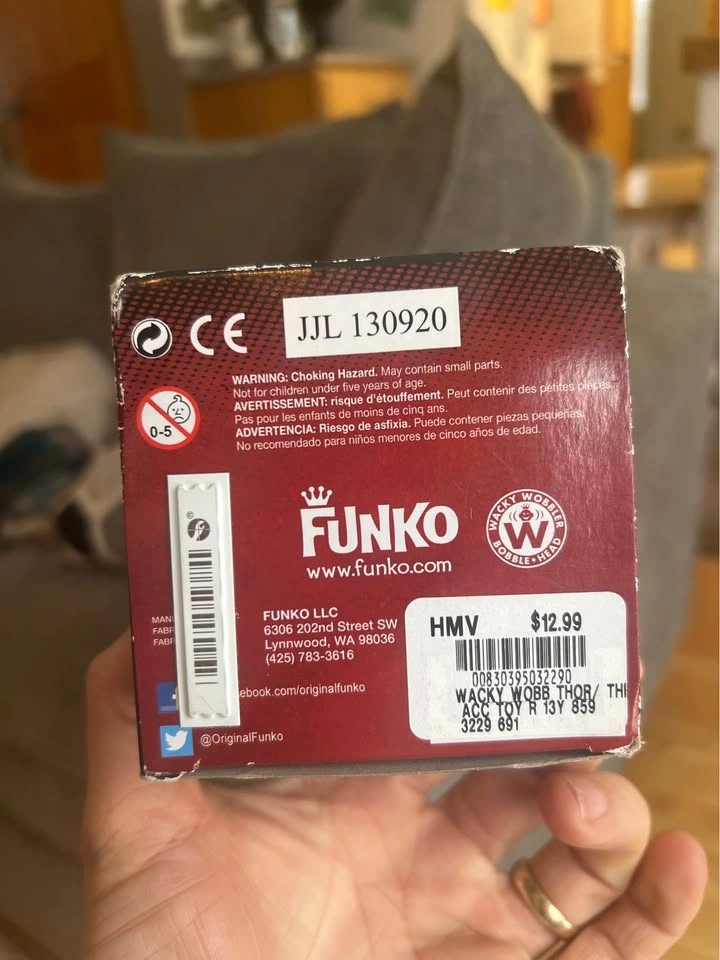 CE
JJL 130920
WARNING: Choking Hazard. May contain small parts.
Not for children under five years of age.
AVERTISSEMENT: risque d'étouffement. Peut contenir des petites pièces.
Pas pour les enfants de moins de cinq ans.
ADVERTENCIA: Riesgo de asfixia. Puede contener piezas pequeñas.
No recomendado para niños menores de cinco años de edad.
0-5
FUNKO
www.funko.com
WACKY WOBBLER
W
BOBBLE-HEAD
MANU
FABR
FABR
FUNKO LLC
6306 202nd Street SW
Lynnwood, WA 98036
(425) 783-3616
ebook.com/originalfunko
@OriginalFunko
HMV $12.99
00830395032290
WACKY WOBB THOR/ THI
ACC TOY R 13Y 859
3229 691